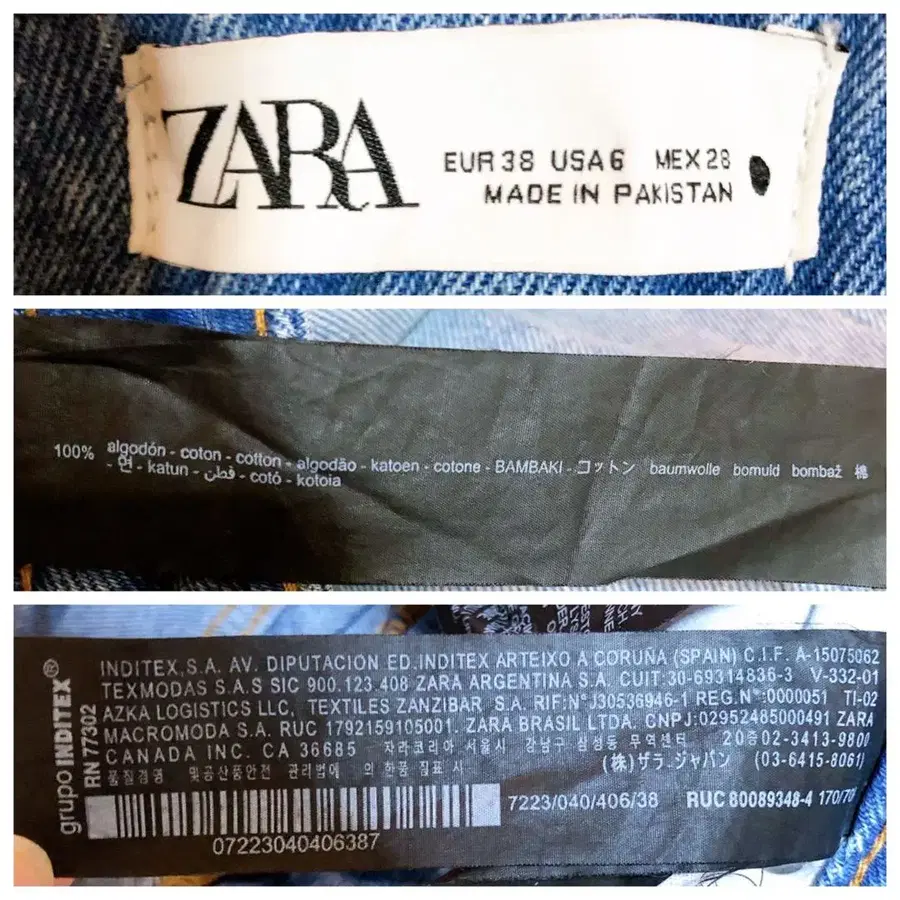 ZARA
EUR 38 USA 6 MEX 28
MADE IN PAKISTAN
100% algodón - coton - cotton - algodão - katoen - cotone - BAMBAKI - コットン baumwolle bomuld bombaž 棉
- 면 - katun - قطن - cotó - kotoia
grupo INDITEX®
RN 77302
INDITEX,S.A. AV. DIPUTACION ED.INDITEX ARTEIXO A CORUÑA (SPAIN) C.I.F. A-15075062
TEXMODAS S.A.S SIC 900.123.408 ZARA ARGENTINA S.A. CUIT:30-69314836-3 V-332-01
AZKA LOGISTICS LLC, TEXTILES ZANZIBAR S.A. RIF:N°J30536946-1 REG.N°:0000051 TI-02
MACROMODA S.A. RUC 1792159105001. ZARA BRASIL LTDA. CNPJ:02952485000491 ZARA
CANADA INC. CA 36685 자라코리아 서울시 강남구 삼성동 무역센터 20층02-3413-9800
품질경영 및공산품안전 관리법에 의한품질표시 (株)ザラ·ジャパン (03-6415-8061)
7223/040/406/38 RUC 80089348-4 170/76
07223040406387